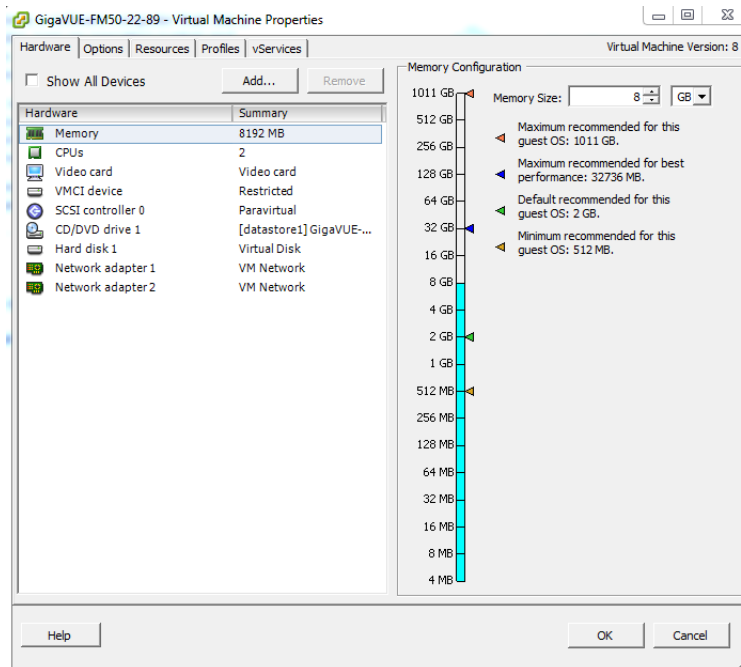 GigaVUE-FM50-22-89 - Virtual Machine Properties
Hardware Options Resources Profiles vServices
Virtual Machine Version: 8
Show All Devices
Add...
Remove
Hardware Summary
Memory 8192 MB
CPUs 2
Video card Video card
VMCI device Restricted
SCSI controller 0 Paravirtual
CD/DVD drive 1 [datastore1] GigaVUE-...
Hard disk 1 Virtual Disk
Network adapter 1 VM Network
Network adapter 2 VM Network
Memory Configuration
Memory Size: 8 GB
1011 GB
512 GB
256 GB
128 GB
64 GB
32 GB
16 GB
8 GB
4 GB
2 GB
1 GB
512 MB
256 MB
128 MB
64 MB
32 MB
16 MB
8 MB
4 MB
Maximum recommended for this
guest OS: 1011 GB.
Maximum recommended for best
performance: 32736 MB.
Default recommended for this
guest OS: 2 GB.
Minimum recommended for this
guest OS: 512 MB.
Help
OK
Cancel